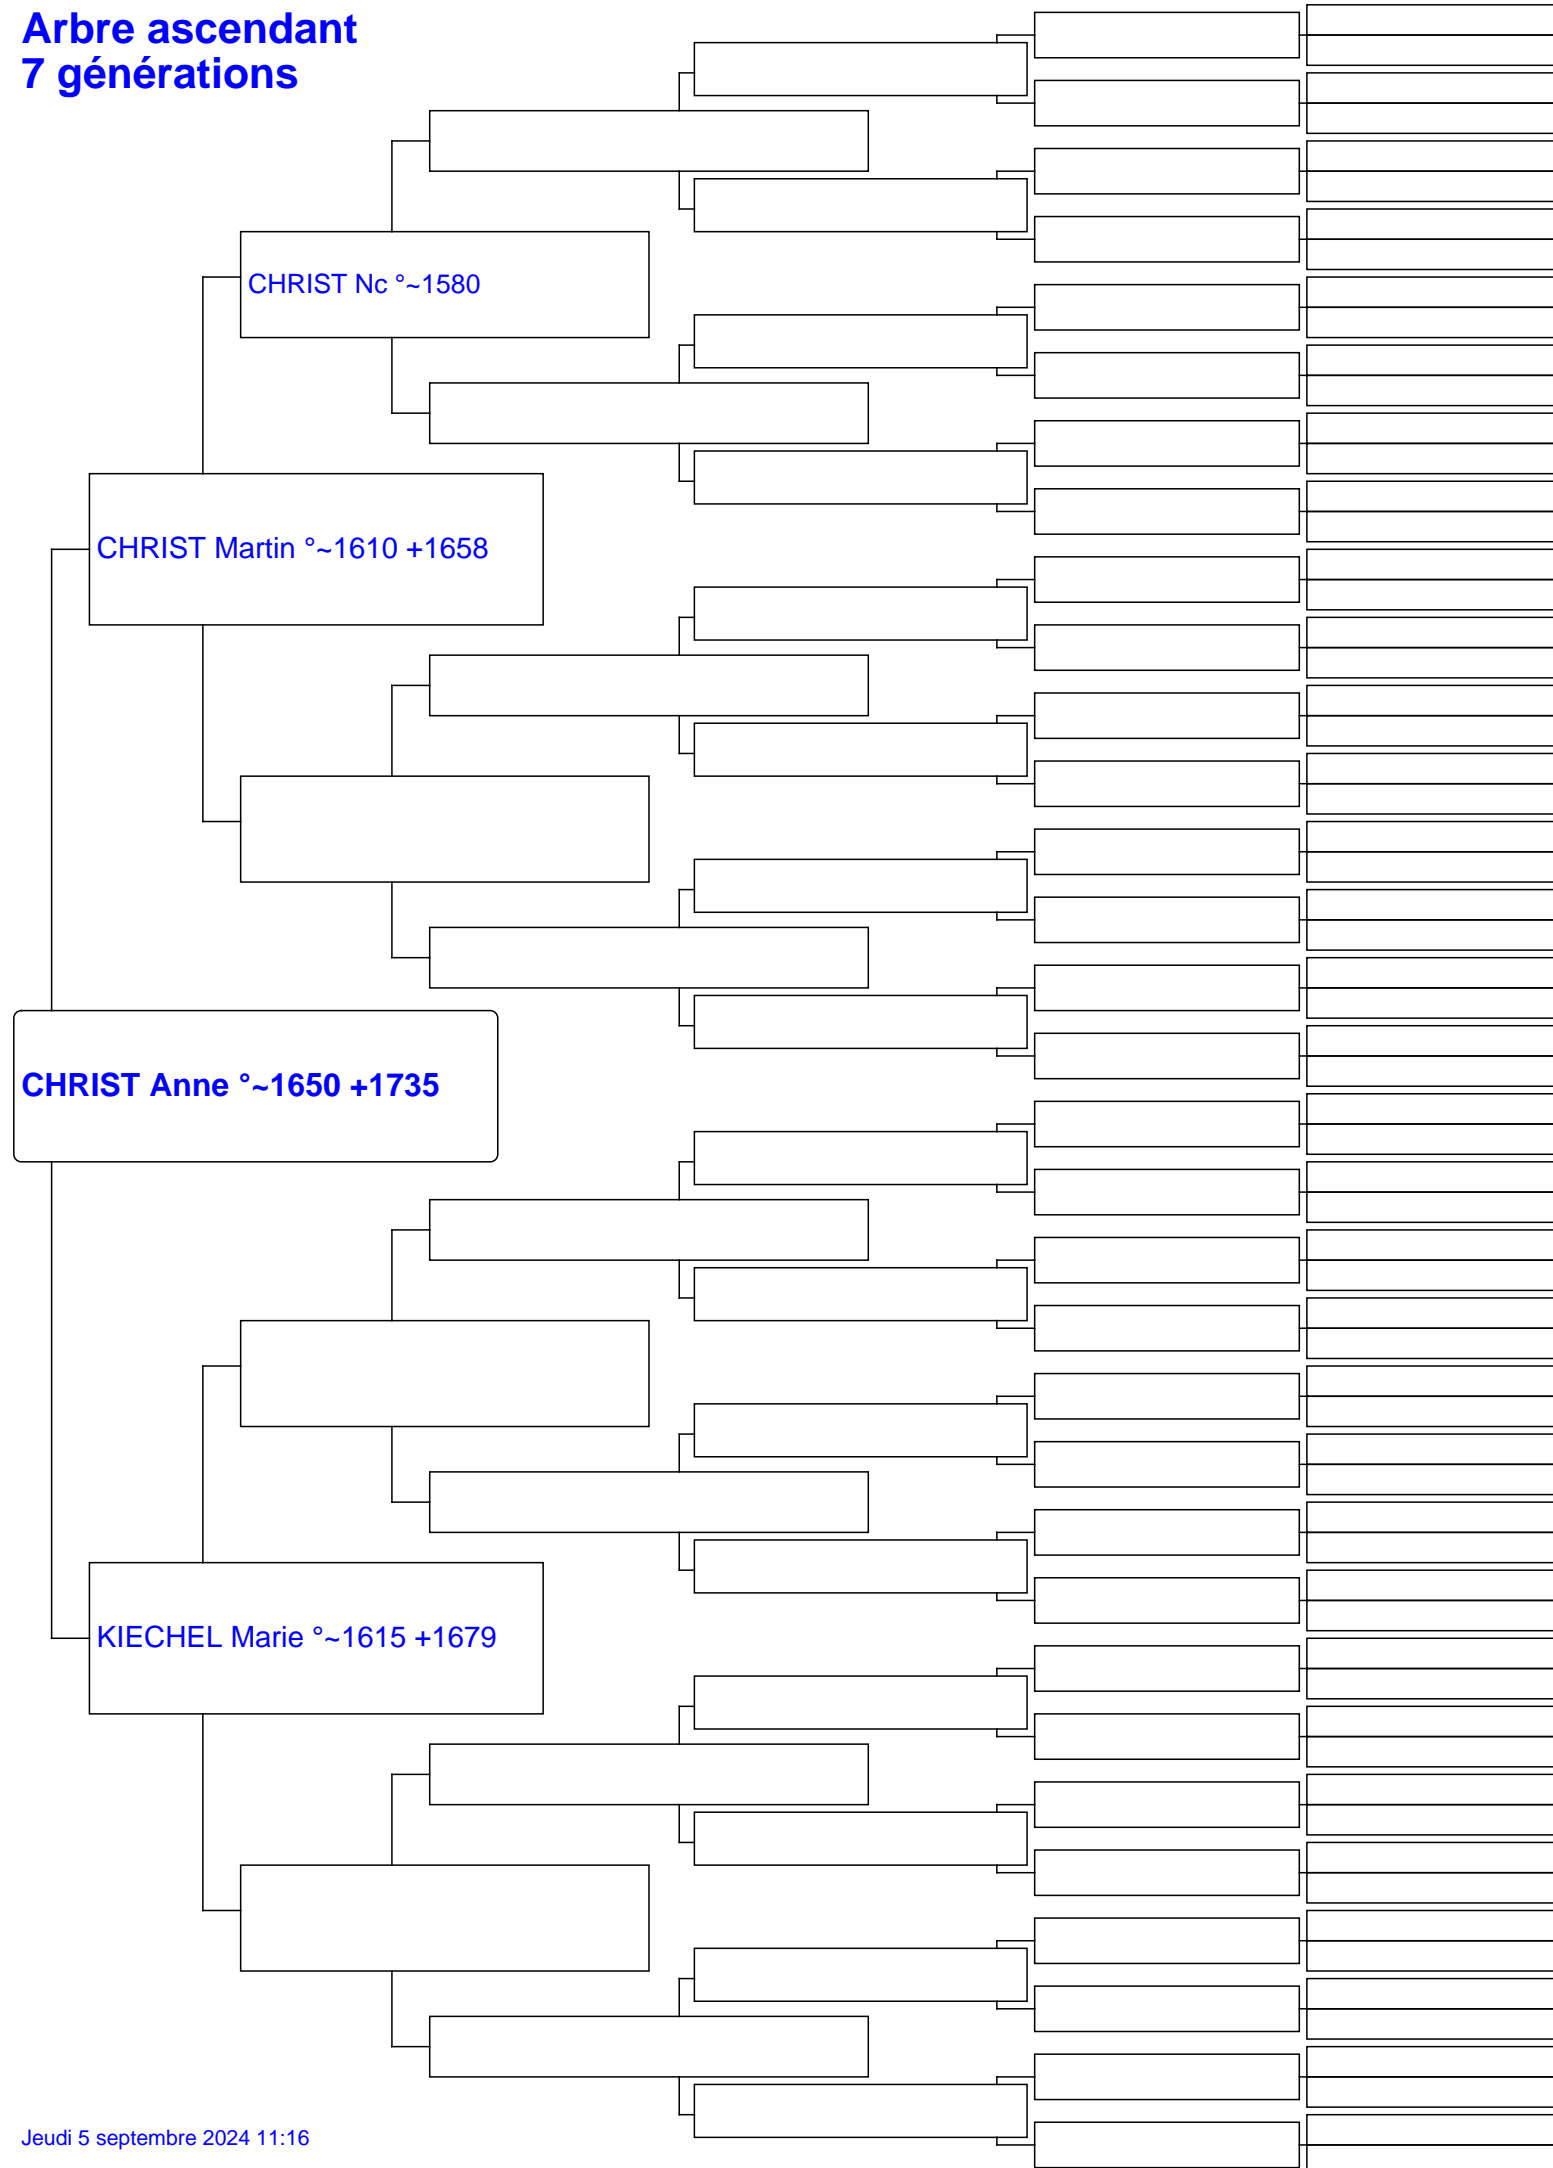 Arbre ascendant
7 générations
CHRIST Nc °~1580
CHRIST Martin °~1610 +1658
CHRIST Anne °~1650 +1735
KIECHEL Marie °~1615 +1679
Jeudi 5 septembre 2024 11:16